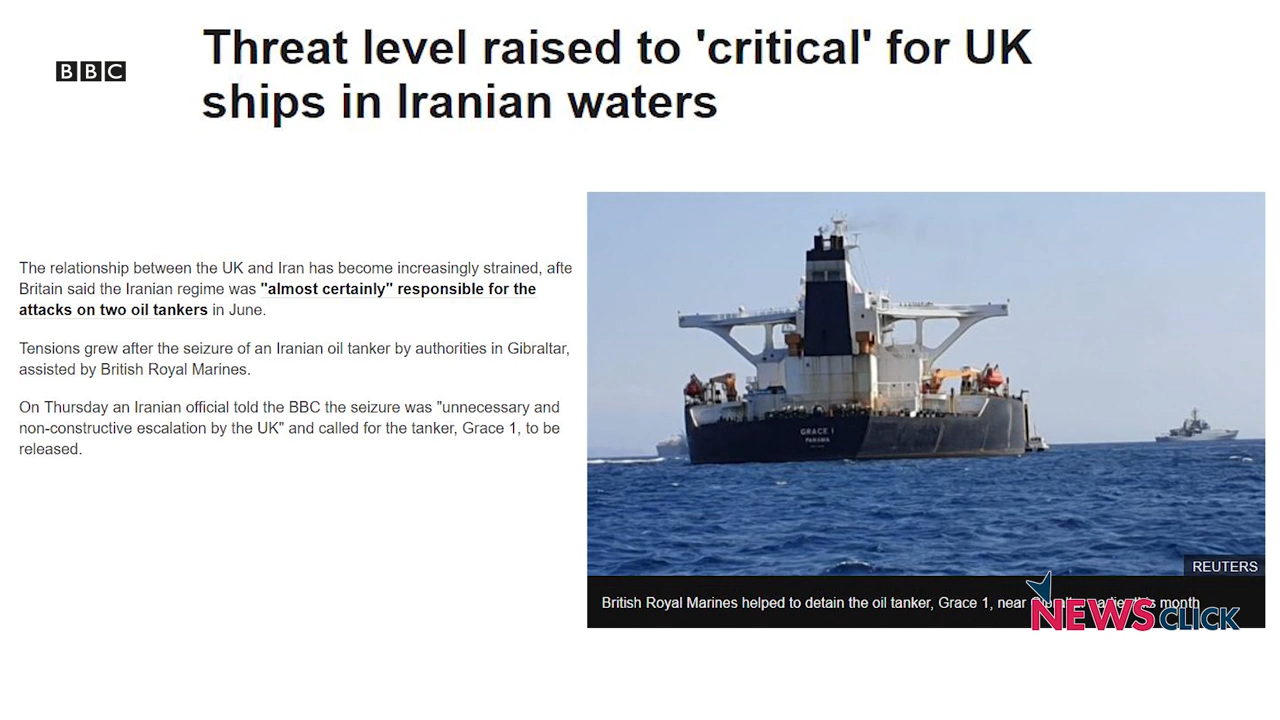 BBC
Threat level raised to 'critical' for UK
ships in Iranian waters
The relationship between the UK and Iran has become increasingly strained, afte
Britain said the Iranian regime was "almost certainly" responsible for the
attacks on two oil tankers in June.
Tensions grew after the seizure of an Iranian oil tanker by authorities in Gibraltar,
assisted by British Royal Marines.
On Thursday an Iranian official told the BBC the seizure was "unnecessary and
non-constructive escalation by the UK" and called for the tanker, Grace 1, to be
released.
GRACE 1
PANAMA
REUTERS
British Royal Marines helped to detain the oil tanker, Grace 1, near month
NEWSCLICK